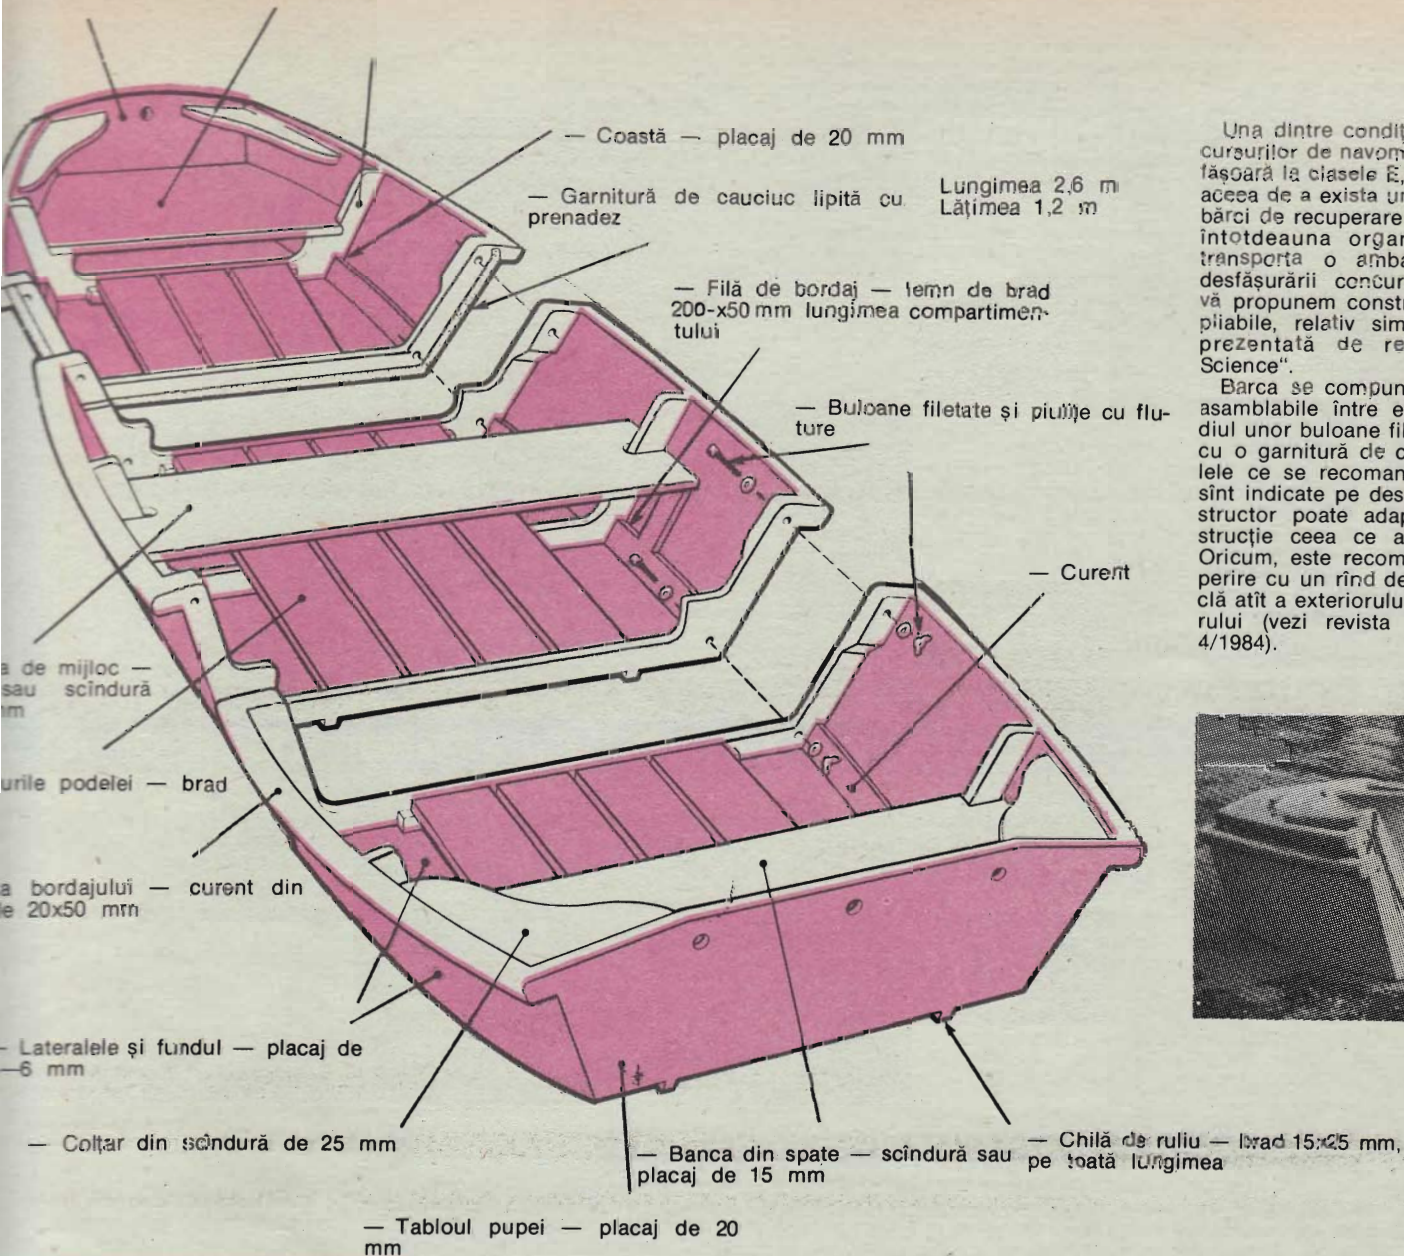 — Coastă — placaj de 20 mm
— Garnitură de cauciuc lipită cu
prenadez
Lungimea 2,6 m
Lățimea 1,2 m
— Filă de bordaj — lemn de brad
200-x50 mm lungimea compartimen-
tului
— Buloane filetate și piulițe cu flu-
ture
— Curent
a de mijloc —
sau scîndură
mm
urile podelei — brad
a bordajului — curent din
e 20x50 mm
— Lateralele și fundul — placaj de
—6 mm
— Colțar din scîndură de 25 mm
— Banca din spate — scîndură sau
placaj de 15 mm
— Chilă de ruliu — brad 15x25 mm,
pe toată lungimea
— Tabloul pupei — placaj de 20
mm
Una dintre condiț
cursurilor de navom
fășoară la clasele E,
aceea de a exista u
bărci de recuperare
întotdeauna organ
transporta o amba
desfășurării concur
vă propunem constr
pliabile, relativ sim
prezentată de re
Science“.
Barca se compun
asamblabile între e
diul unor buloane fil
cu o garnitură de c
lele ce se recoman
sînt indicate pe des
structor poate adap
strucție ceea ce a
Oricum, este recom
perire cu un rînd de
clă atît a exteriorulu
rului (vezi revista
4/1984).